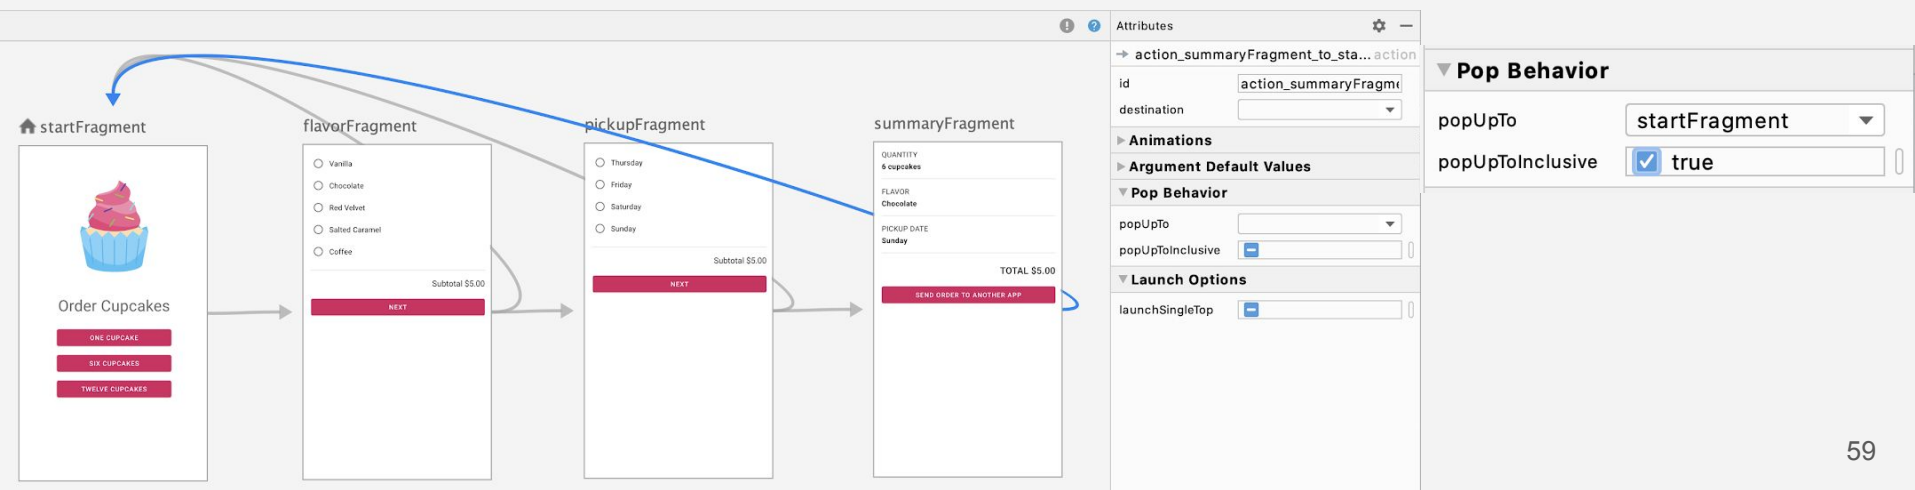 startFragment
Order Cupcakes
ONE CUPCAKE
SIX CUPCAKES
TWELVE CUPCAKES
flavorFragment
Vanilla
Chocolate
Red Velvet
Salted Caramel
Coffee
Subtotal $5.00
NEXT
pickupFragment
Thursday
Friday
Saturday
Sunday
Subtotal $5.00
NEXT
summaryFragment
QUANTITY
6 cupcakes
FLAVOR
Chocolate
PICKUP DATE
Sunday
TOTAL $5.00
SEND ORDER TO ANOTHER APP
Attributes
action_summaryFragment_to_sta... action
id action_summaryFragme
destination
Animations
Argument Default Values
Pop Behavior
popUpTo
popUpToInclusive
Launch Options
launchSingleTop
Pop Behavior
popUpTo startFragment
popUpToInclusive true
59